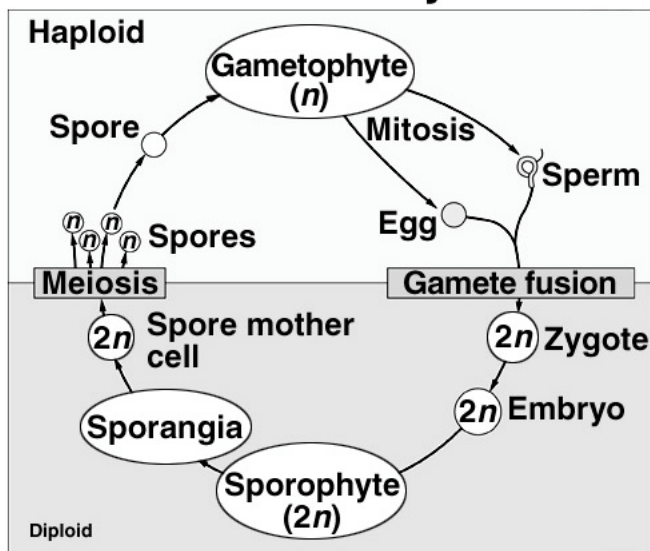 Haploid
Gametophyte
(n)
Mitosis
Spore
Sperm
Egg
n
n
n
n
Spores
Meiosis
Gamete fusion
2n
Spore mother
cell
2n
Zygote
2n
Embryo
Sporangia
Sporophyte
(2n)
Diploid